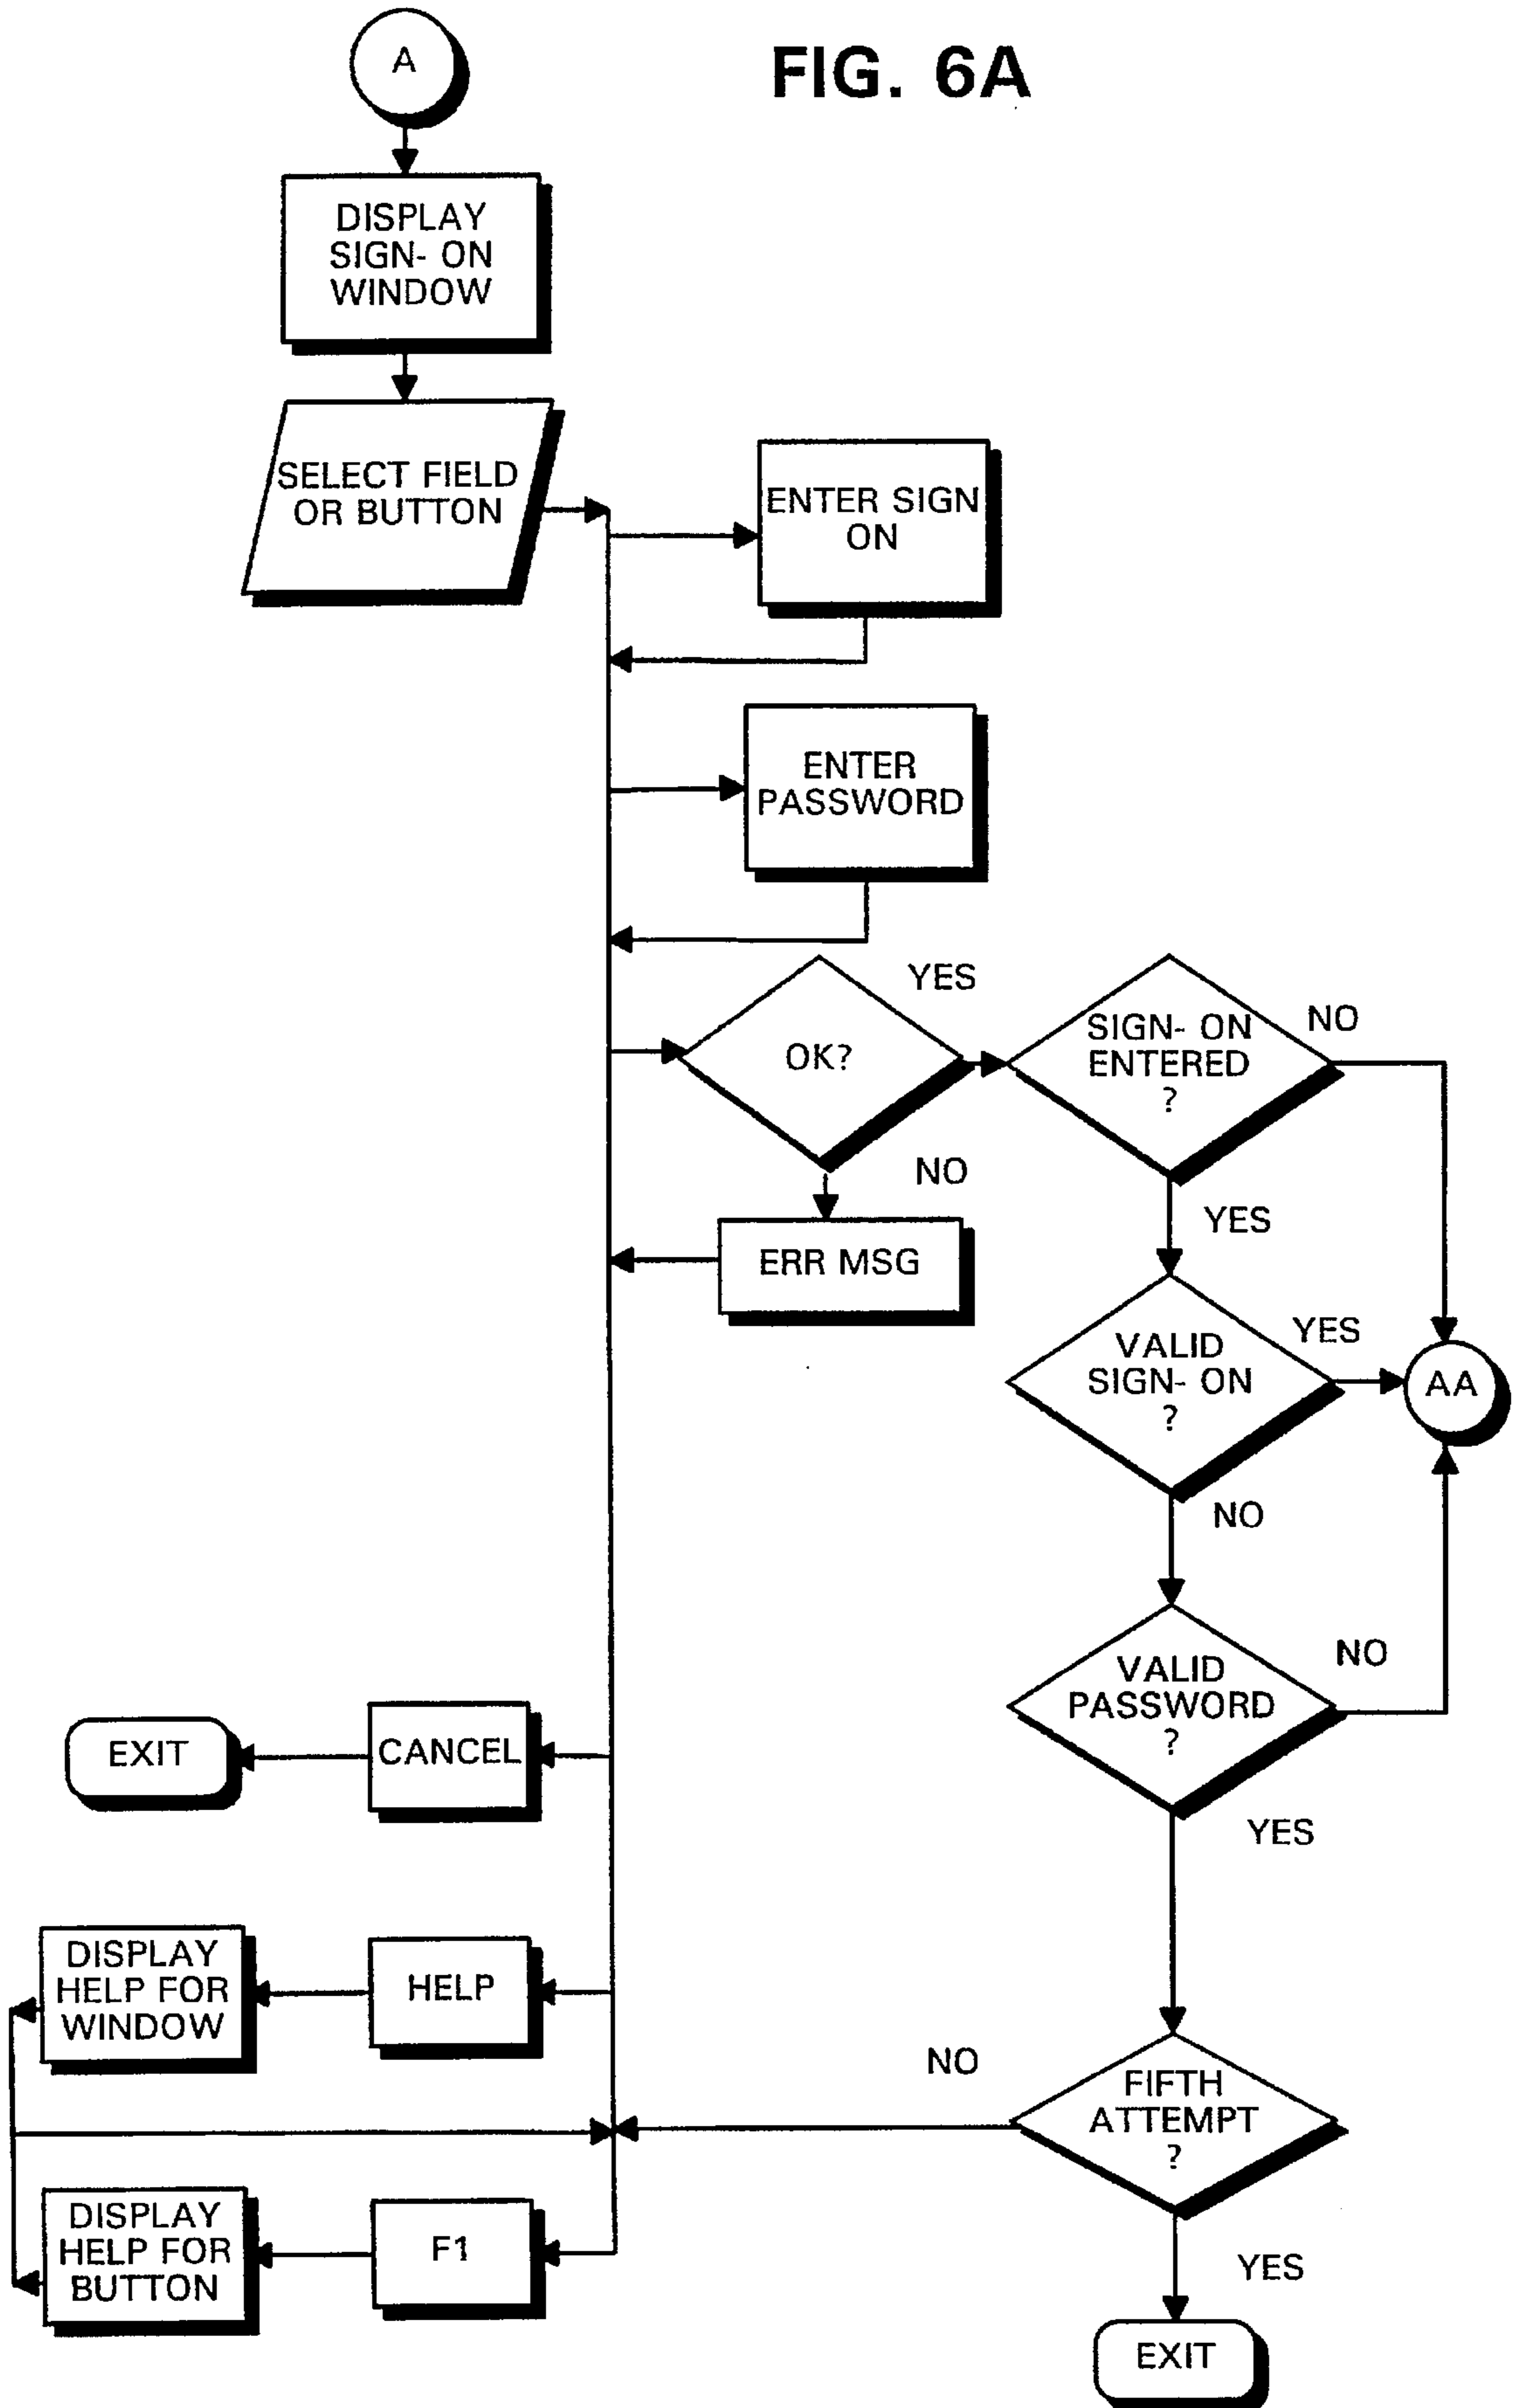 A
FIG. 6A
DISPLAY
SIGN- ON
WINDOW
SELECT FIELD
OR BUTTON
ENTER SIGN
ON
ENTER
PASSWORD
OK?
YES
NO
SIGN- ON
ENTERED
?
NO
YES
ERR MSG
VALID
SIGN- ON
?
YES
AA
NO
VALID
PASSWORD
?
NO
YES
EXIT
CANCEL
DISPLAY
HELP FOR
WINDOW
HELP
NO
FIFTH
ATTEMPT
?
DISPLAY
HELP FOR
BUTTON
F1
YES
EXIT